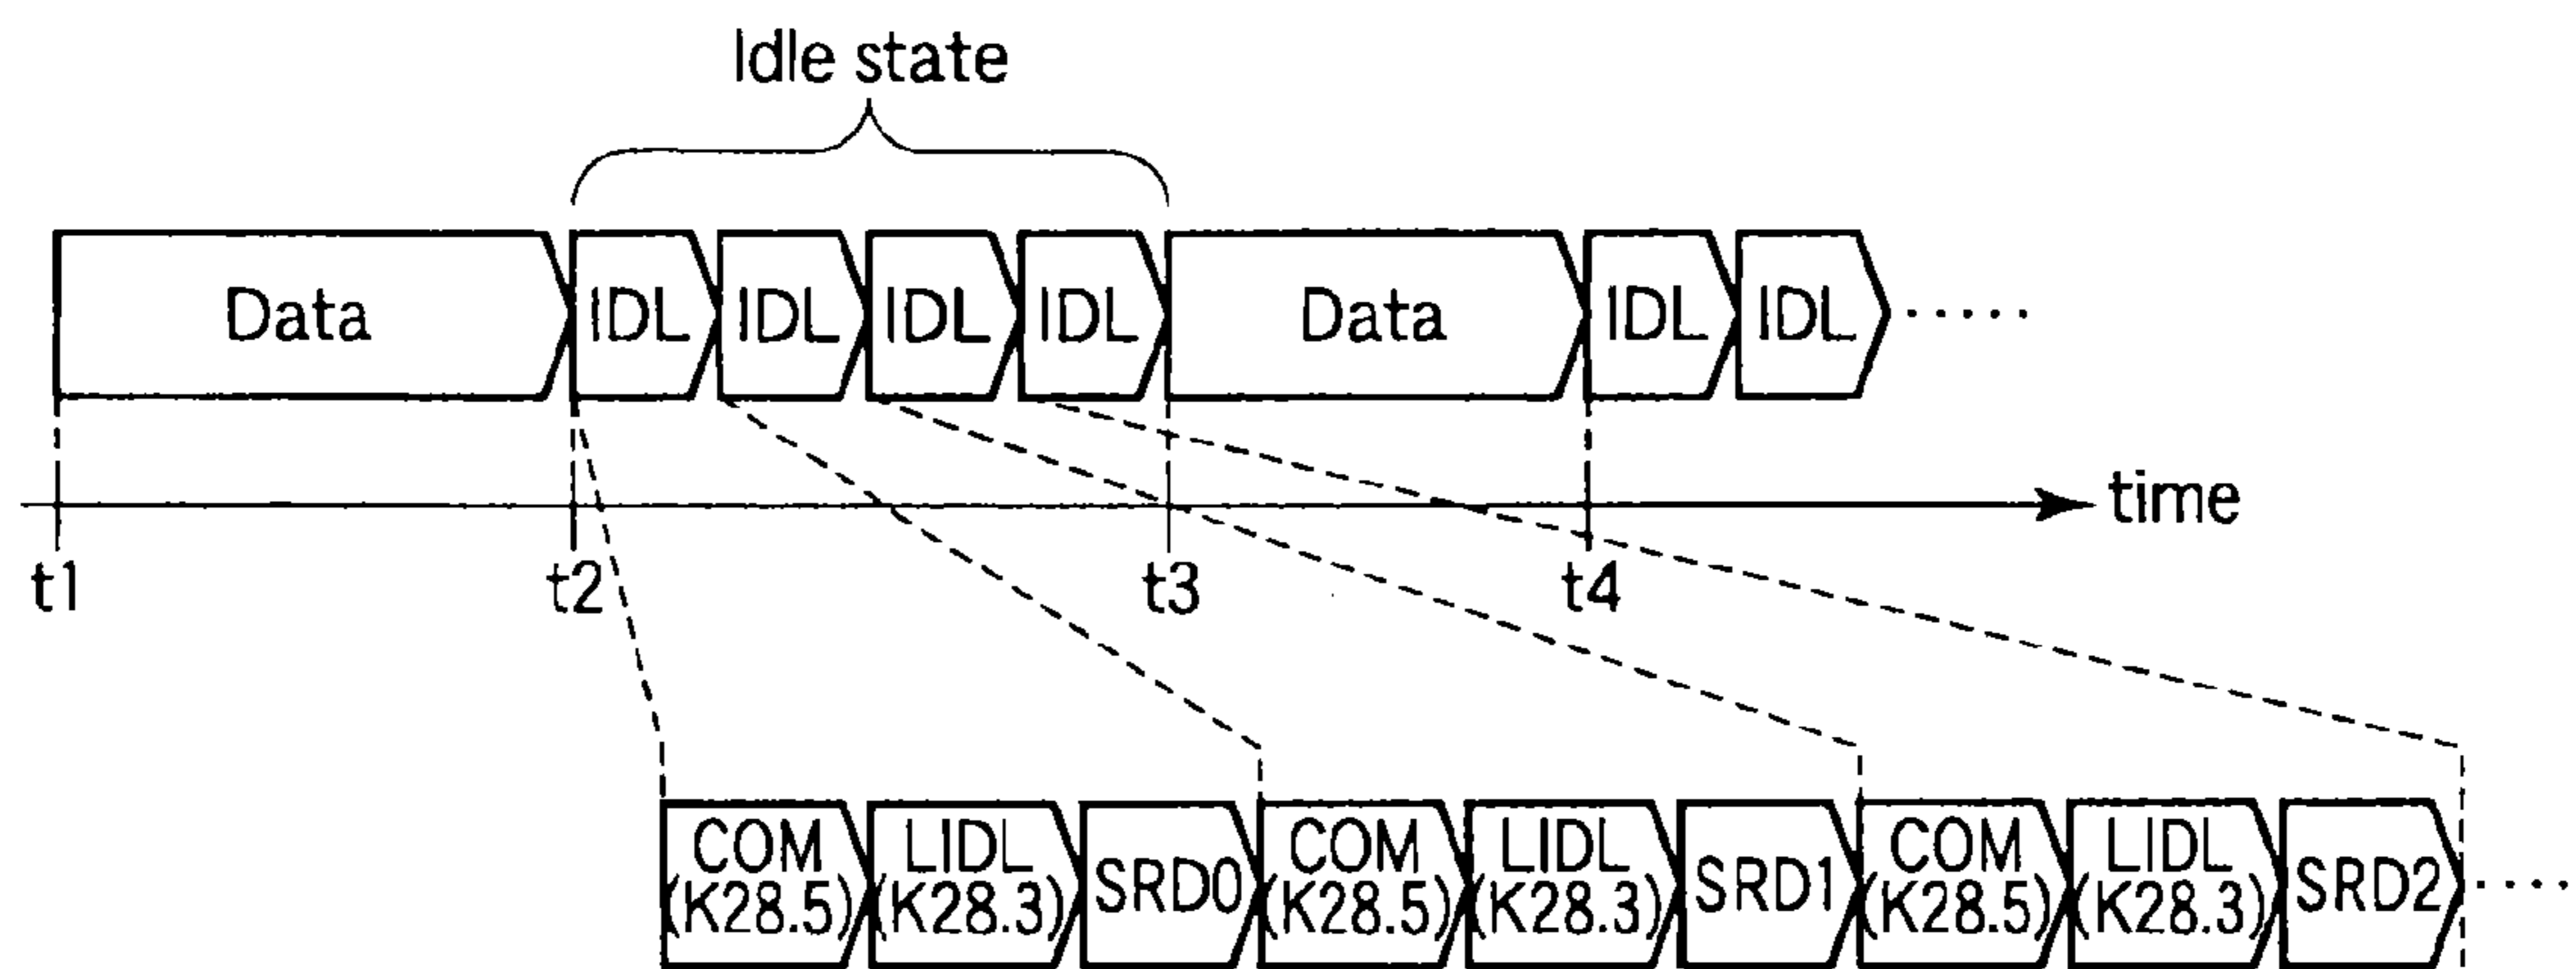 Idle state
Data IDL IDL IDL IDL Data IDL IDL .....
time
t1 t2 t3 t4
COM LIDL SRD0 COM LIDL SRD1 COM LIDL SRD2 ....
(K28.5) (K28.3) (K28.5) (K28.3) (K28.5) (K28.3)